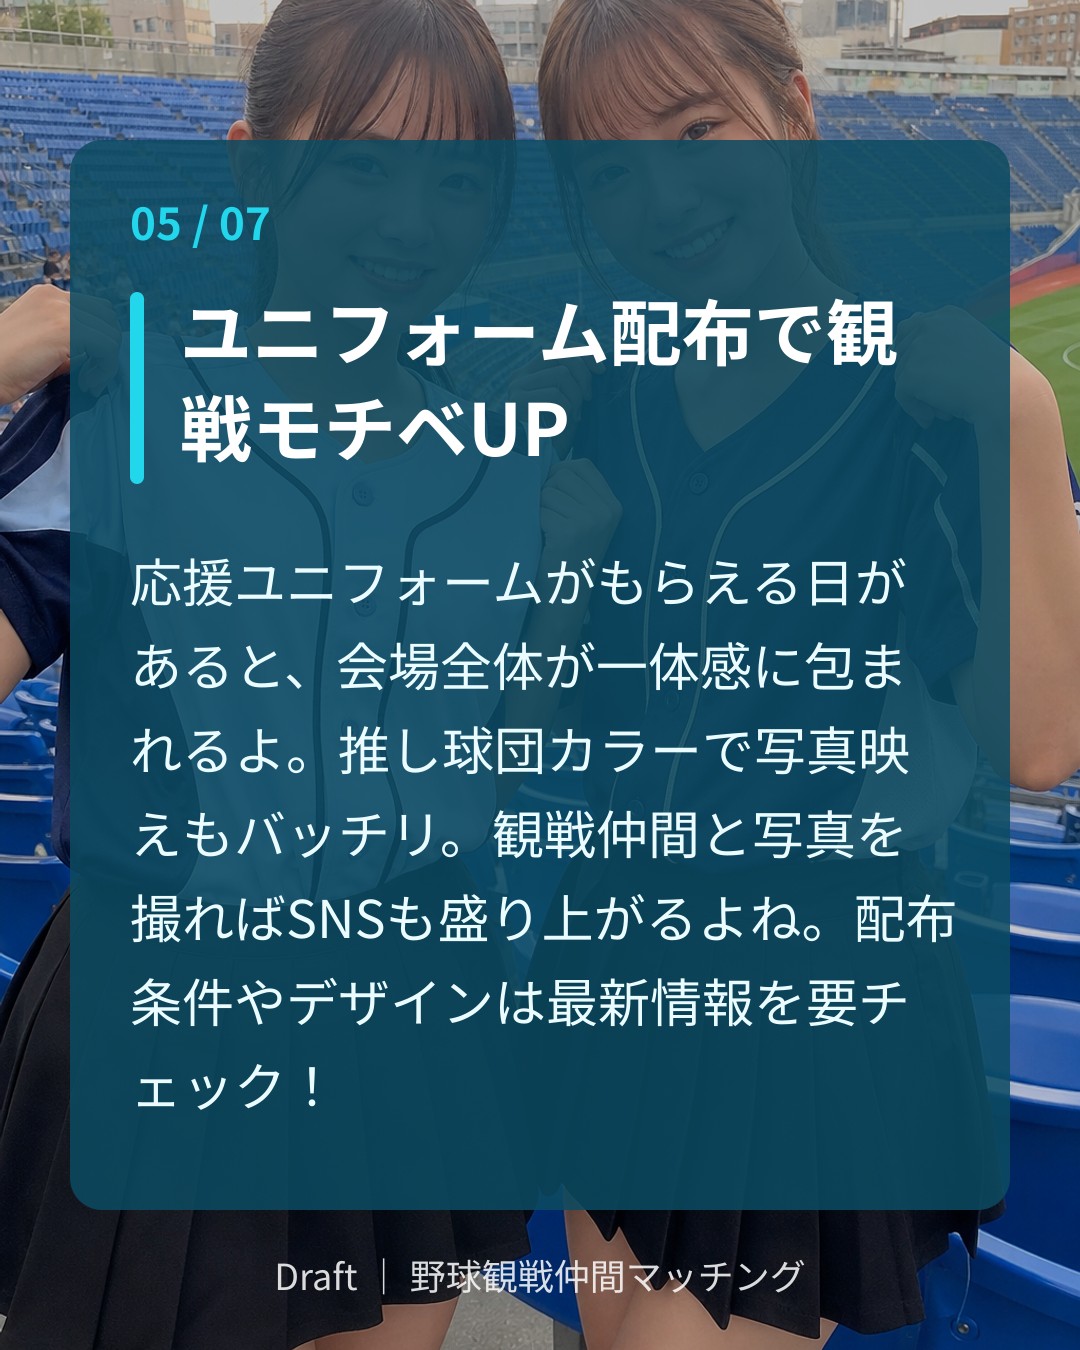 05 / 07
ユニフォーム配布で観
戦モチベUP
応援ユニフォームがもらえる日が
あると、会場全体が一体感に包ま
れるよ。推し球団カラーで写真映
えもバッチリ。観戦仲間と写真を
撮ればSNSも盛り上がるよね。配布
条件やデザインは最新情報を要チ
ェック！
Draft ｜ 野球観戦仲間マッチング